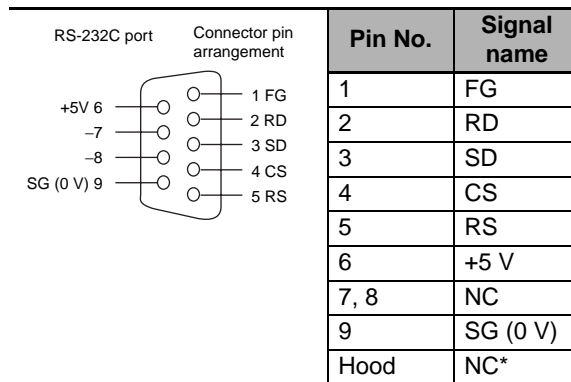 RS-232C port
Connector pin
arrangement
1 FG
+5V 6
2 RD
–7
3 SD
–8
4 CS
SG (0 V) 9
5 RS
Pin No. Signal name
1 FG
2 RD
3 SD
4 CS
5 RS
6 +5 V
7, 8 NC
9 SG (0 V)
Hood NC*